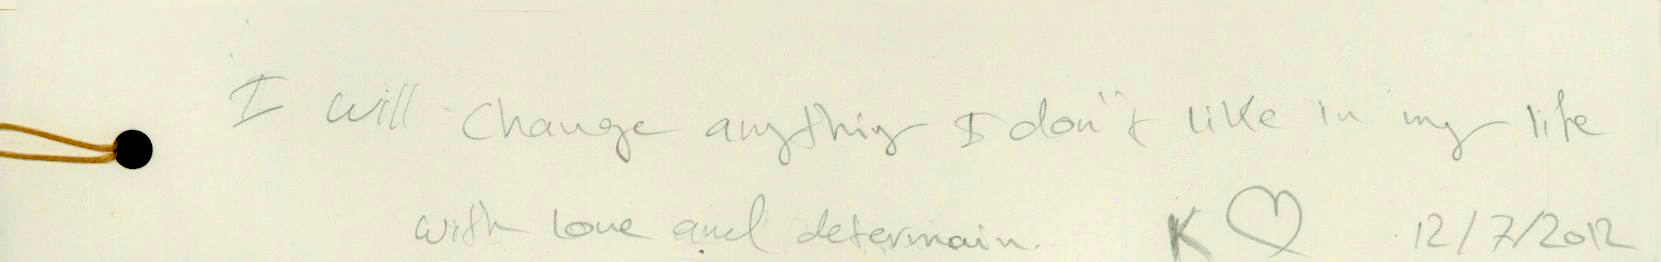 I will change anything I don't like in my life
with love and determain.
K ♡ 12/7/2012